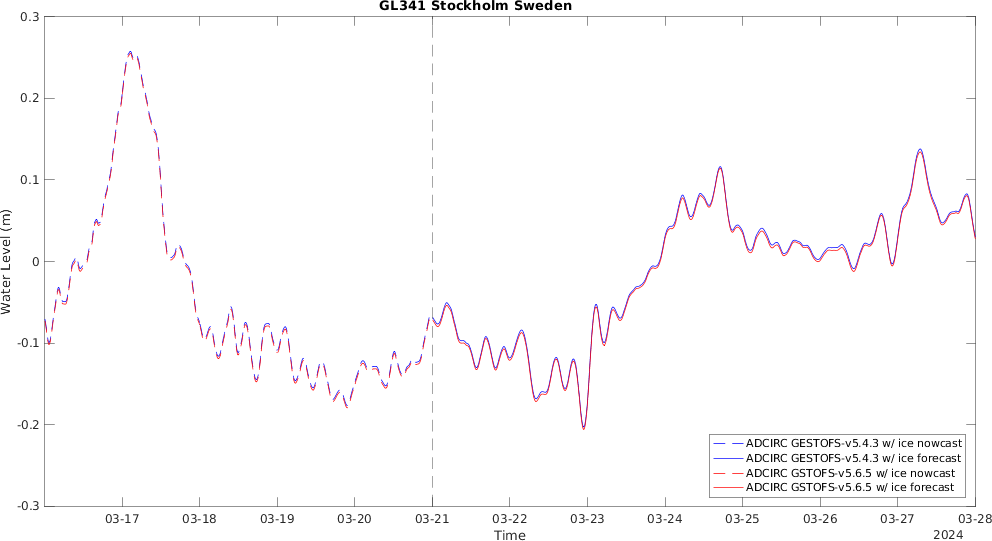 GL341 Stockholm Sweden
Water Level (m)
0.3
0.2
0.1
0
-0.1
-0.2
-0.3
ADCIRC GESTOFS-v5.4.3 w/ ice nowcast
ADCIRC GESTOFS-v5.4.3 w/ ice forecast
ADCIRC GSTOFS-v5.6.5 w/ ice nowcast
ADCIRC GSTOFS-v5.6.5 w/ ice forecast
03-17 03-18 03-19 03-20 03-21 03-22 03-23 03-24 03-25 03-26 03-27 03-28
Time
2024